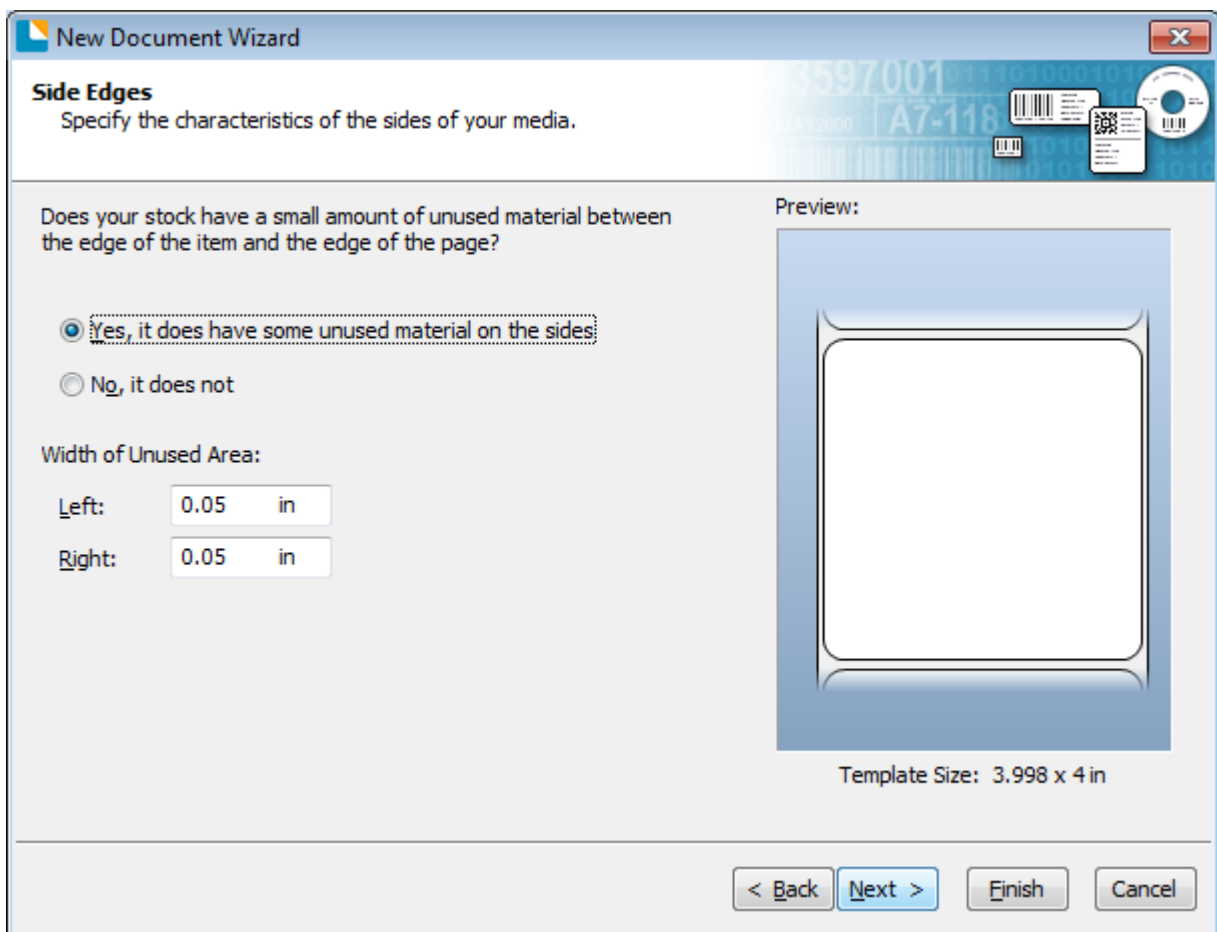 New Document Wizard
Side Edges
Specify the characteristics of the sides of your media.
43597001
A7-118
Does your stock have a small amount of unused material between
the edge of the item and the edge of the page?
Yes, it does have some unused material on the sides
No, it does not
Width of Unused Area:
Left: 0.05 in
Right: 0.05 in
Preview:
Template Size: 3.998 x 4 in
< Back
Next >
Finish
Cancel